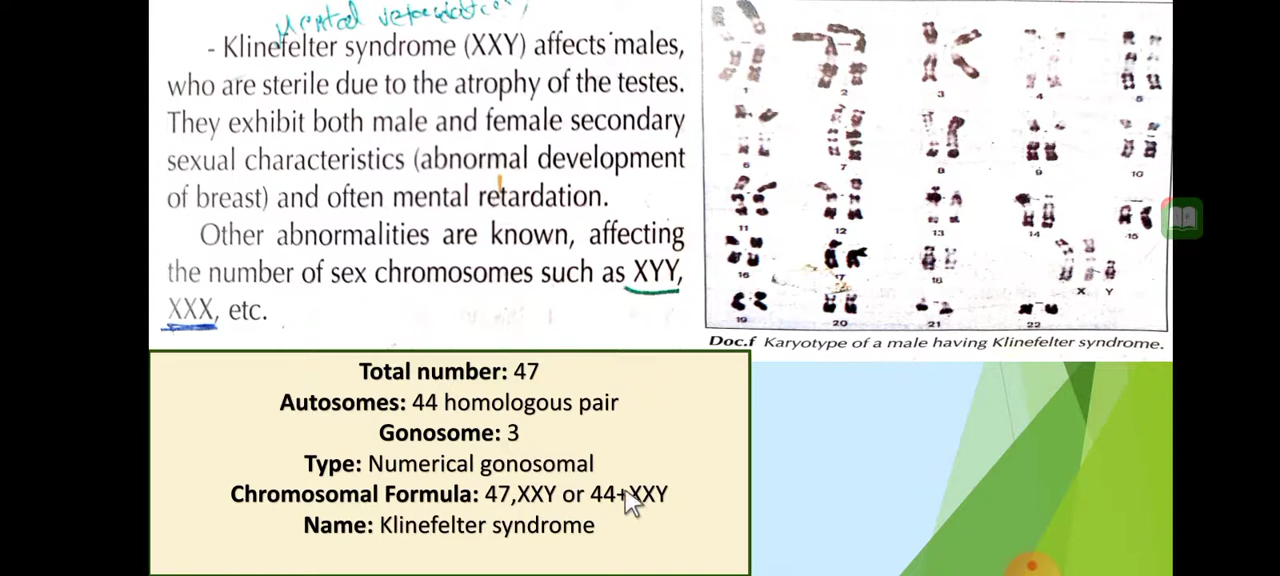 Mental retardation,
- Klinefelter syndrome (XXY) affects males,
who are sterile due to the atrophy of the testes.
They exhibit both male and female secondary
sexual characteristics (abnormal development
of breast) and often mental retardation.
Other abnormalities are known, affecting
the number of sex chromosomes such as XYY,
XXX, etc.
1 2 3 4 5
6 7 8 9 10
11 12 13 14 15
16 17 18 X Y
19 20 21 22
Doc.f Karyotype of a male having Klinefelter syndrome.
Total number: 47
Autosomes: 44 homologous pair
Gonosome: 3
Type: Numerical gonosomal
Chromosomal Formula: 47,XXY or 44+XXY
Name: Klinefelter syndrome